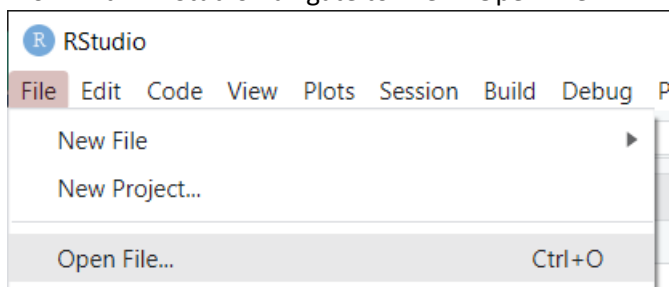 R RStudio
File Edit Code View Plots Session Build Debug P
New File
New Project...
Open File... Ctrl+O